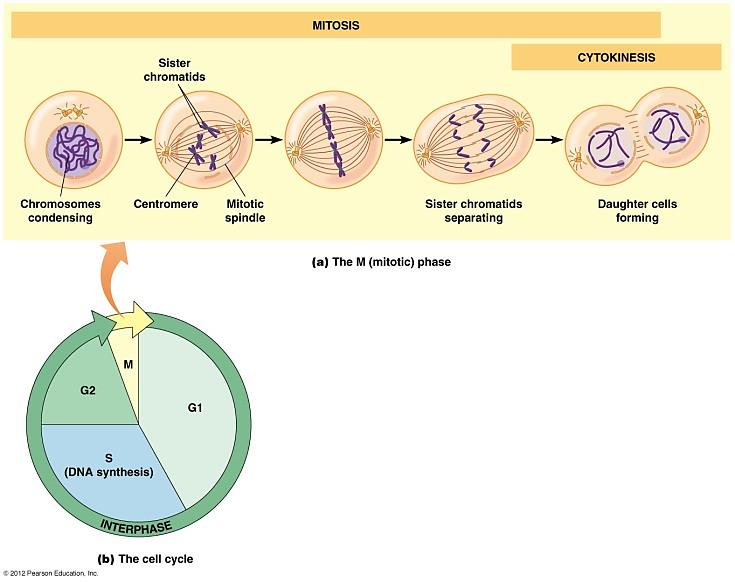 MITOSIS
CYTOKINESIS
Sister
chromatids
Chromosomes
condensing
Centromere
Mitotic
spindle
Sister chromatids
separating
Daughter cells
forming
(a) The M (mitotic) phase
M
G2
G1
S
(DNA synthesis)
INTERPHASE
(b) The cell cycle
© 2012 Pearson Education, Inc.